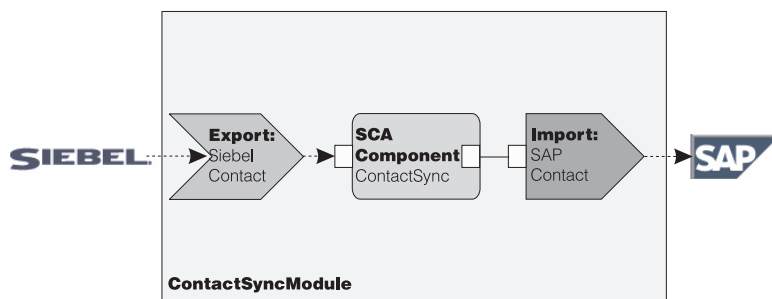 SIEBEL
Export:
Siebel
Contact
SCA
Component
ContactSync
Import:
SAP
Contact
SAP
ContactSyncModule